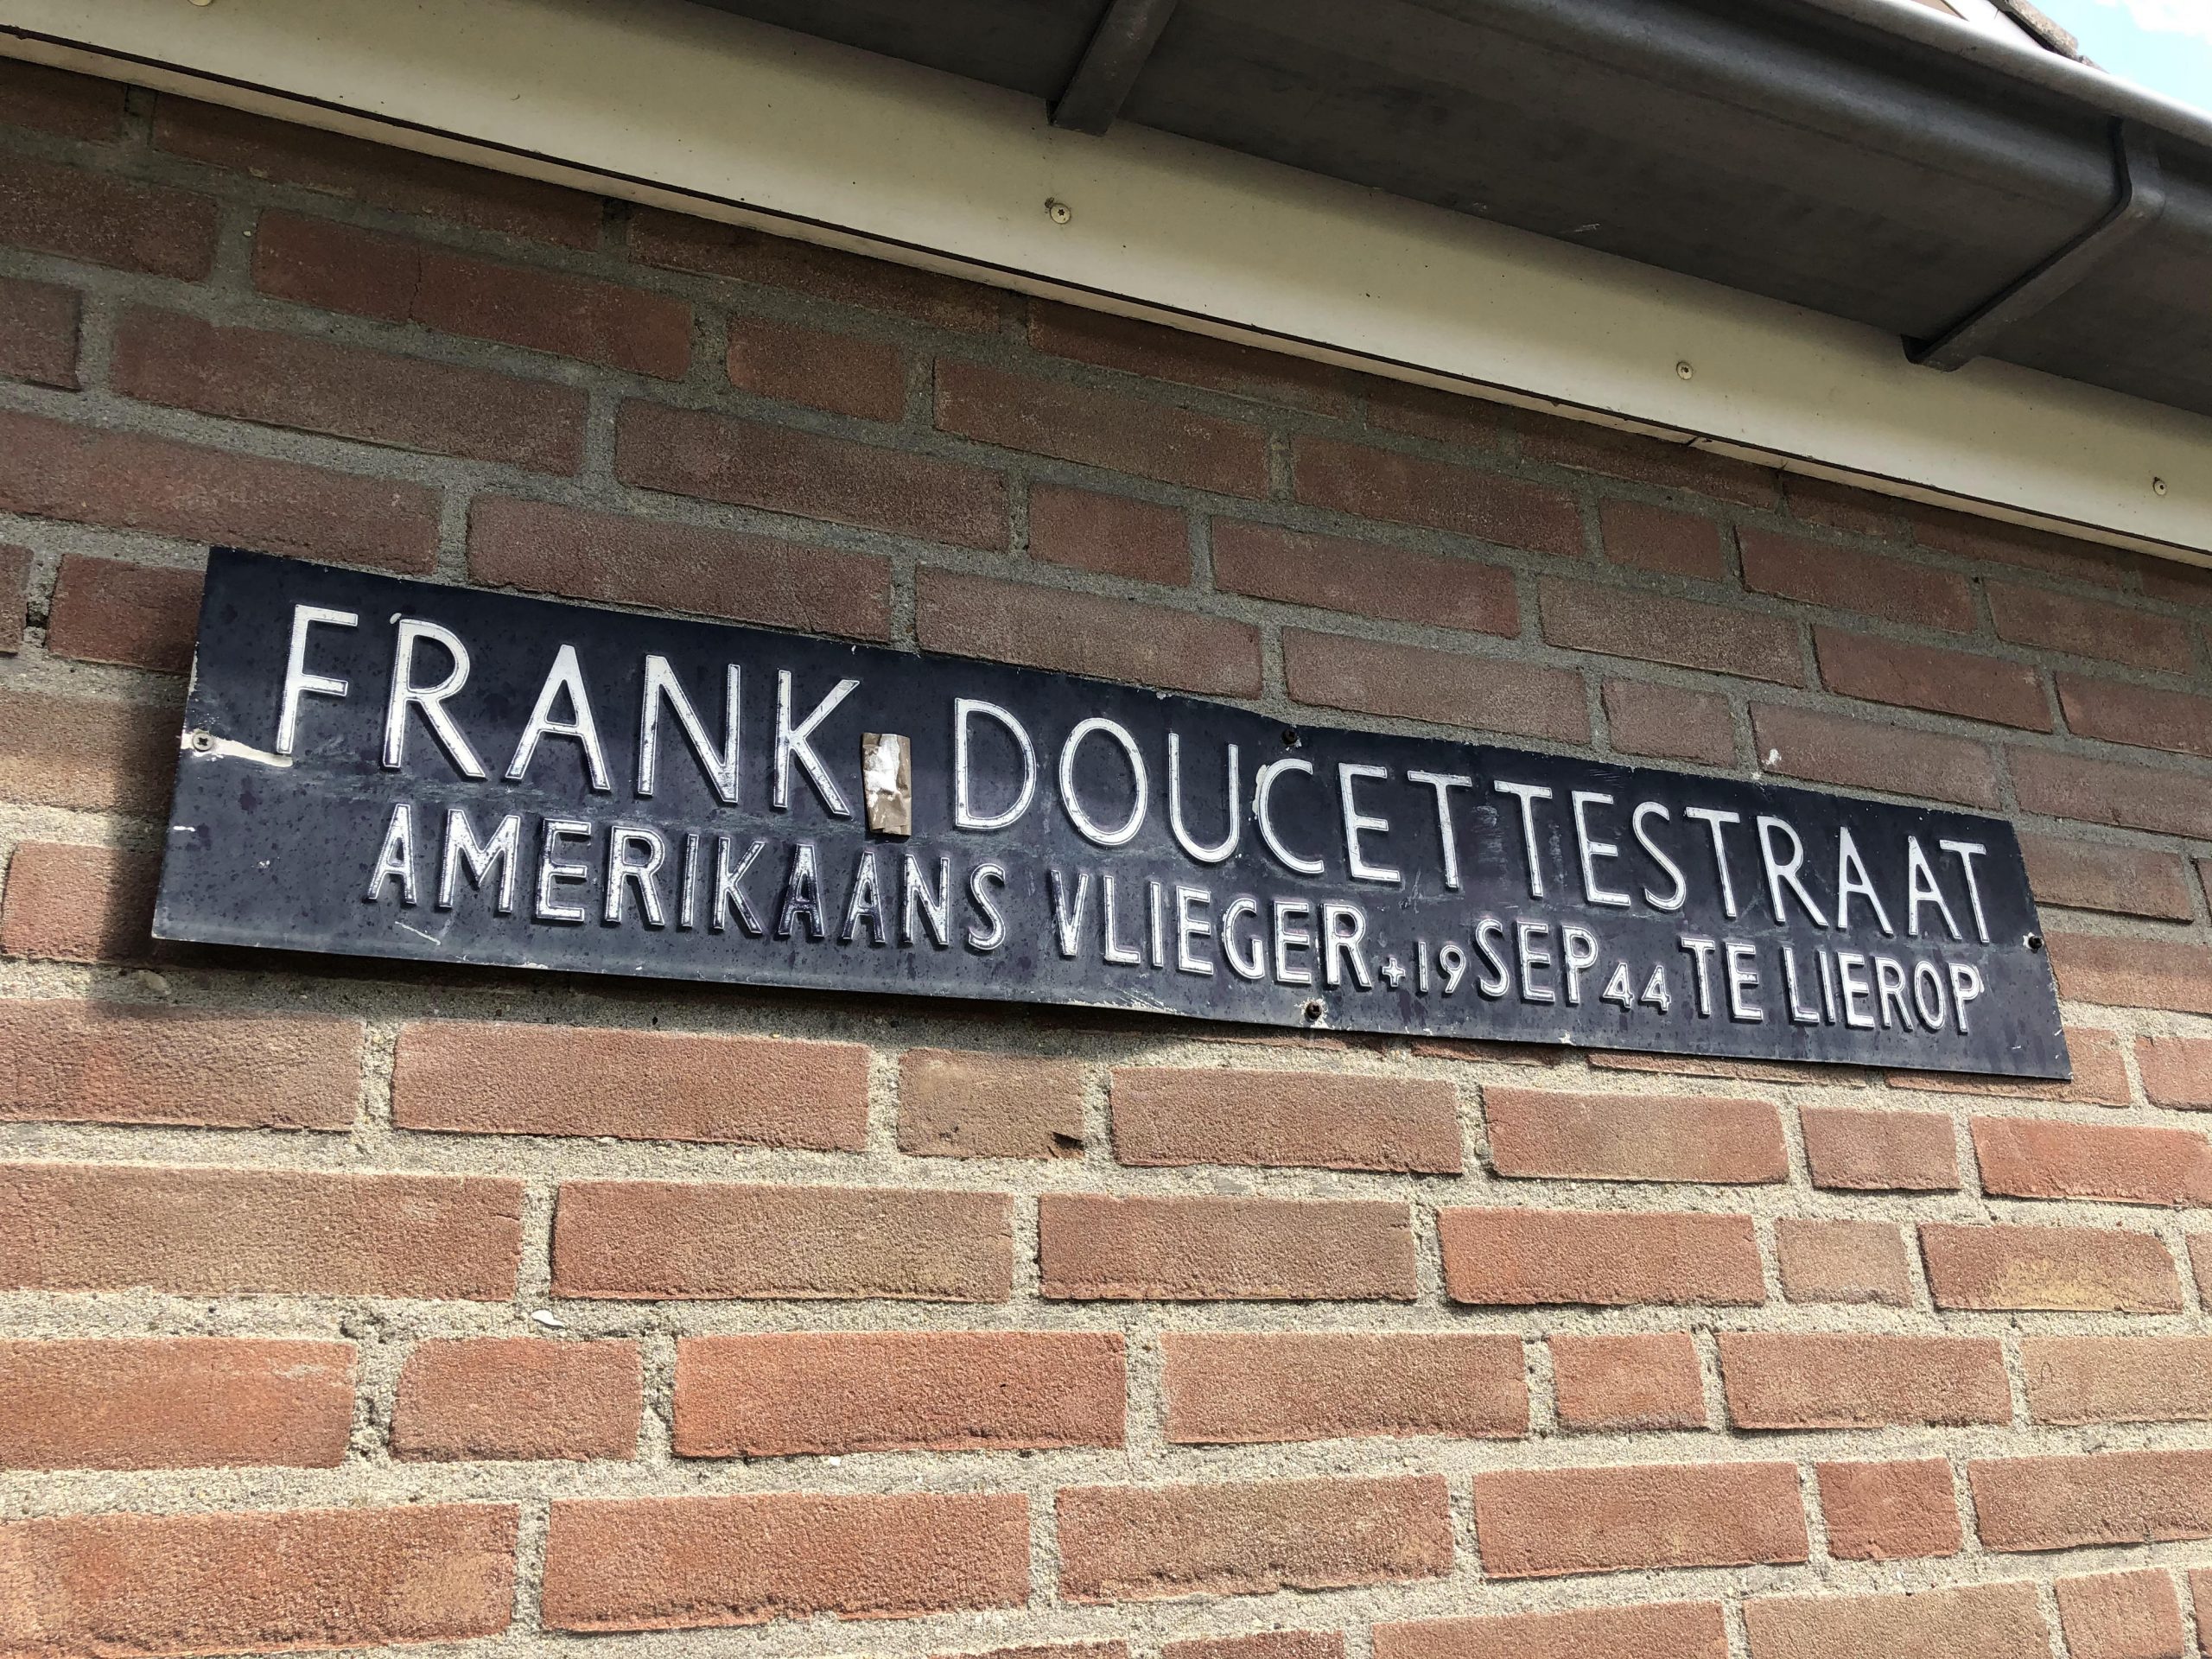 FRANK DOUCETTESTRAAT
AMERIKAANS VLIEGER + 19 SEP 44 TE LIEROP